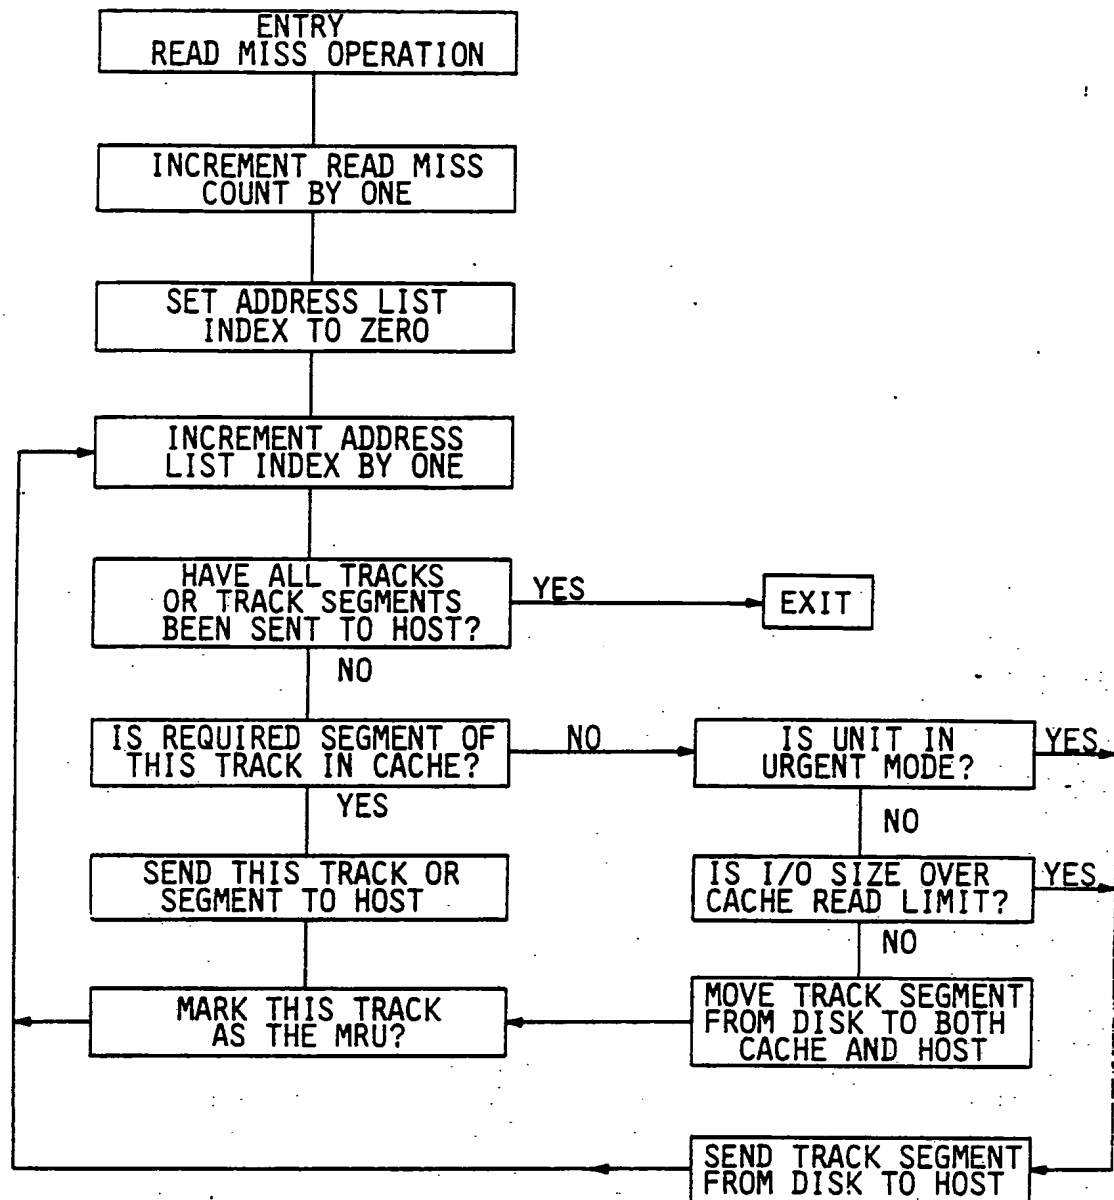 ENTRY
READ MISS OPERATION
INCREMENT READ MISS
COUNT BY ONE
SET ADDRESS LIST
INDEX TO ZERO
INCREMENT ADDRESS
LIST INDEX BY ONE
HAVE ALL TRACKS
OR TRACK SEGMENTS
BEEN SENT TO HOST?
YES
EXIT
NO
IS REQUIRED SEGMENT OF
THIS TRACK IN CACHE?
NO
IS UNIT IN
URGENT MODE?
YES
YES
NO
SEND THIS TRACK OR
SEGMENT TO HOST
IS I/O SIZE OVER
CACHE READ LIMIT?
YES
NO
MARK THIS TRACK
AS THE MRU?
MOVE TRACK SEGMENT
FROM DISK TO BOTH
CACHE AND HOST
SEND TRACK SEGMENT
FROM DISK TO HOST